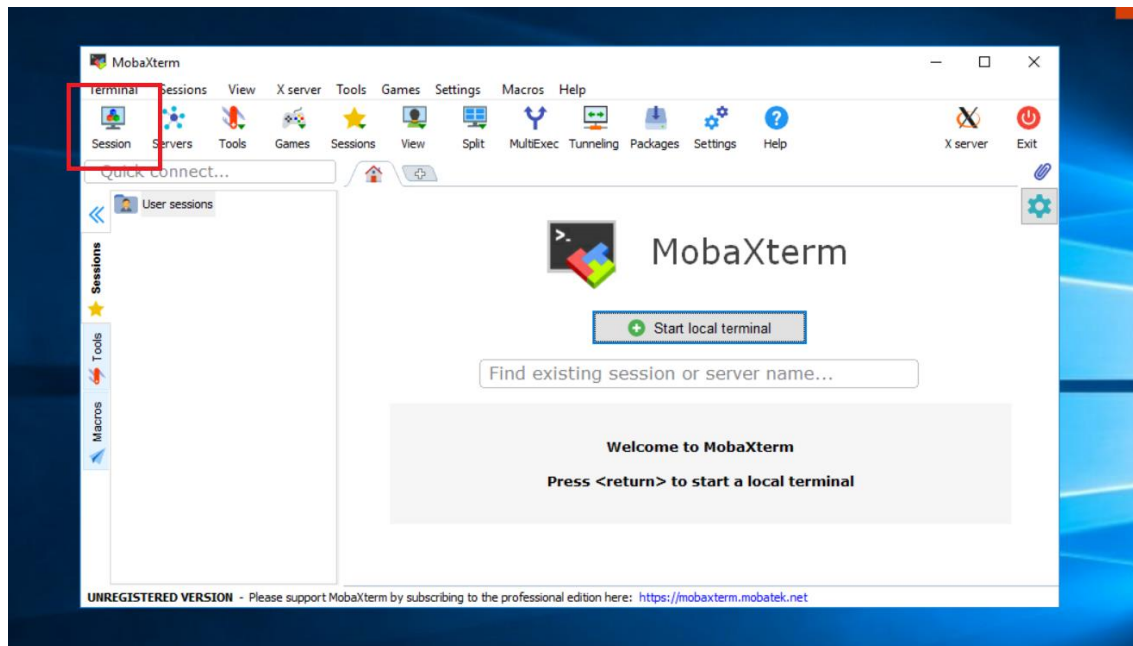 MobaXterm
Terminal Sessions View X server Tools Games Settings Macros Help
Session Servers Tools Games Sessions View Split MultiExec Tunneling Packages Settings Help X server Exit
Quick connect...
User sessions
Sessions
Tools
Macros
>_
MobaXterm
Start local terminal
Find existing session or server name...
Welcome to MobaXterm
Press <return> to start a local terminal
UNREGISTERED VERSION - Please support MobaXterm by subscribing to the professional edition here: https://mobaxterm.mobatek.net